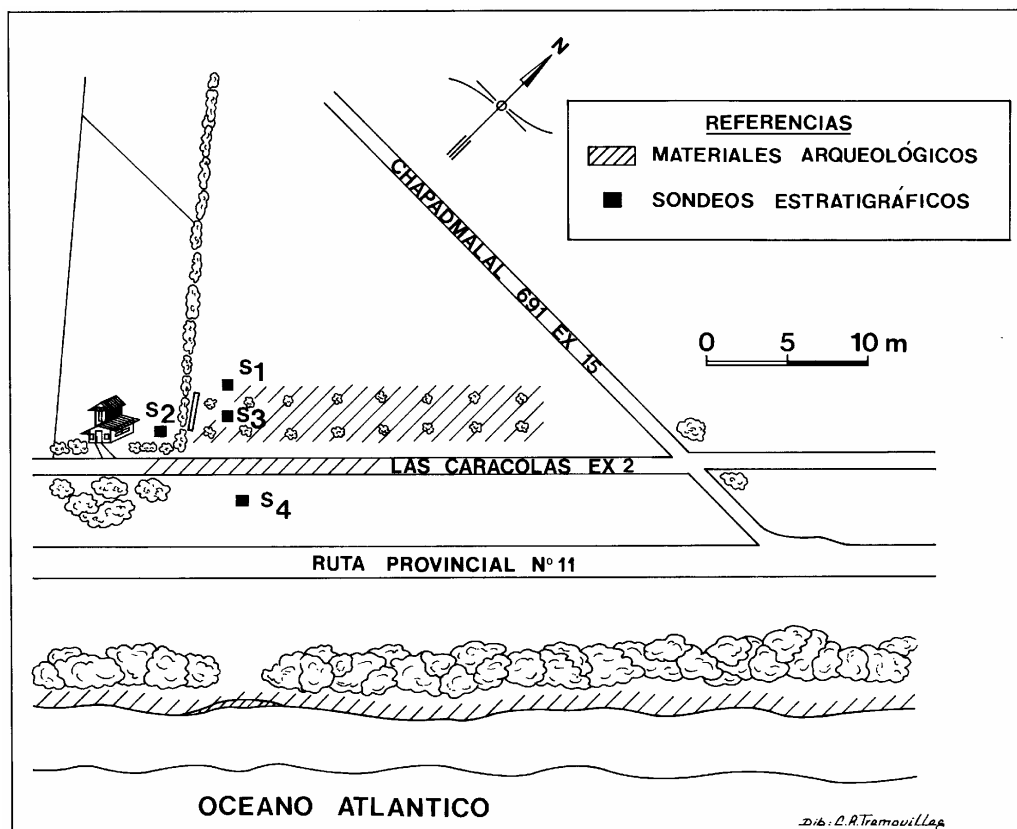 N
REFERENCIAS
MATERIALES ARQUEOLÓGICOS
SONDEOS ESTRATIGRÁFICOS
CHAPADMALAL 691 EX 15
0 5 10 m
S1
S3
S2
LAS CARACOLAS EX 2
S4
RUTA PROVINCIAL Nº 11
OCEANO ATLANTICO
Dib: C.A.Tremouilles